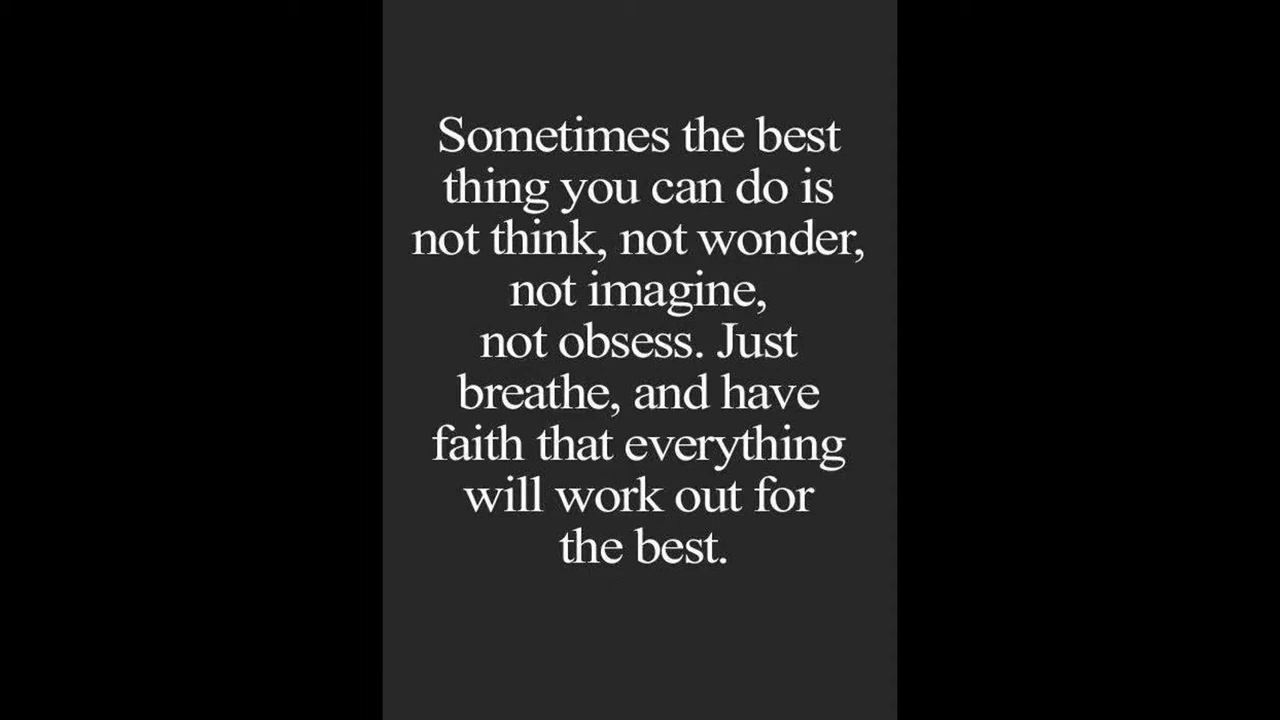 Sometimes the best
thing you can do is
not think, not wonder,
not imagine,
not obsess. Just
breathe, and have
faith that everything
will work out for
the best.